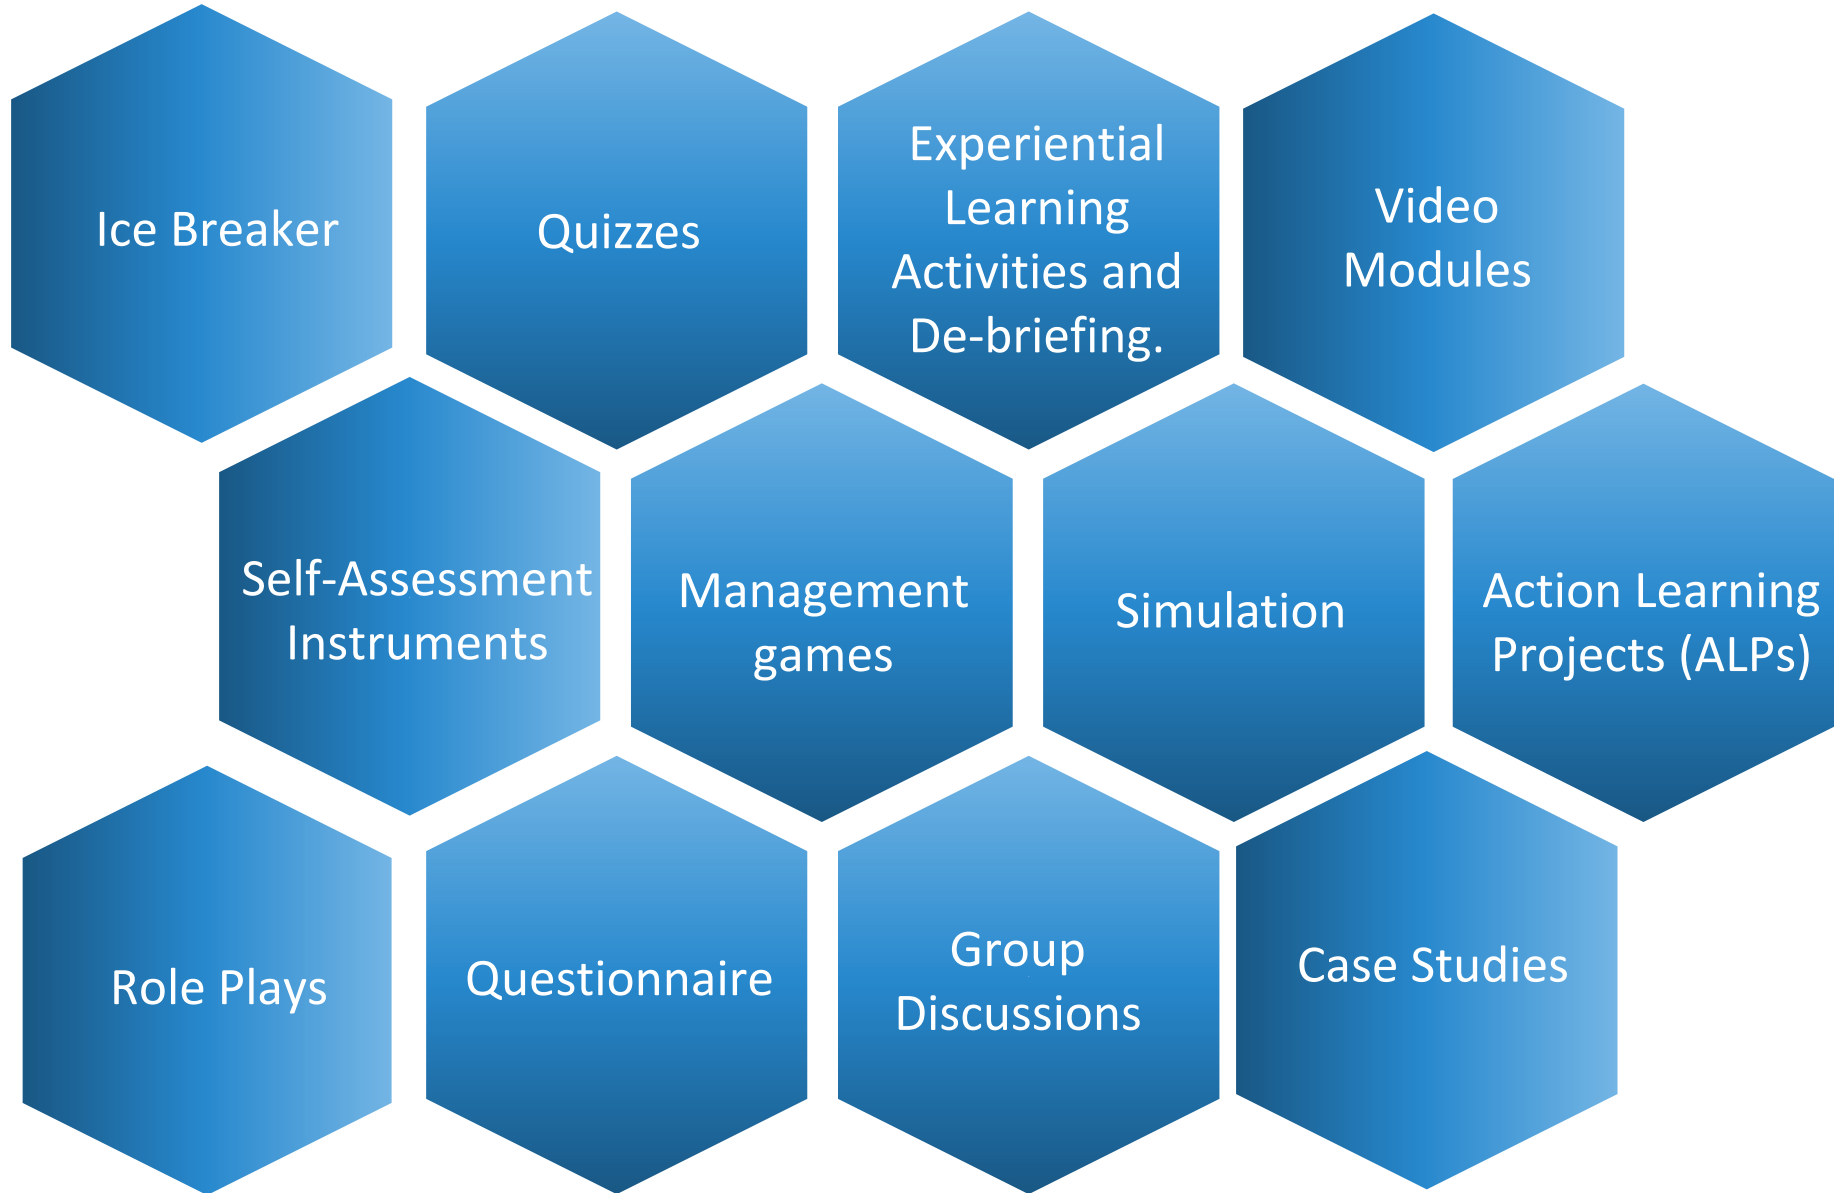 Ice Breaker
Quizzes
Experiential
Learning
Activities and
De-briefing.
Video
Modules
Self-Assessment
Instruments
Management
games
Simulation
Action Learning
Projects (ALPs)
Role Plays
Questionnaire
Group
Discussions
Case Studies